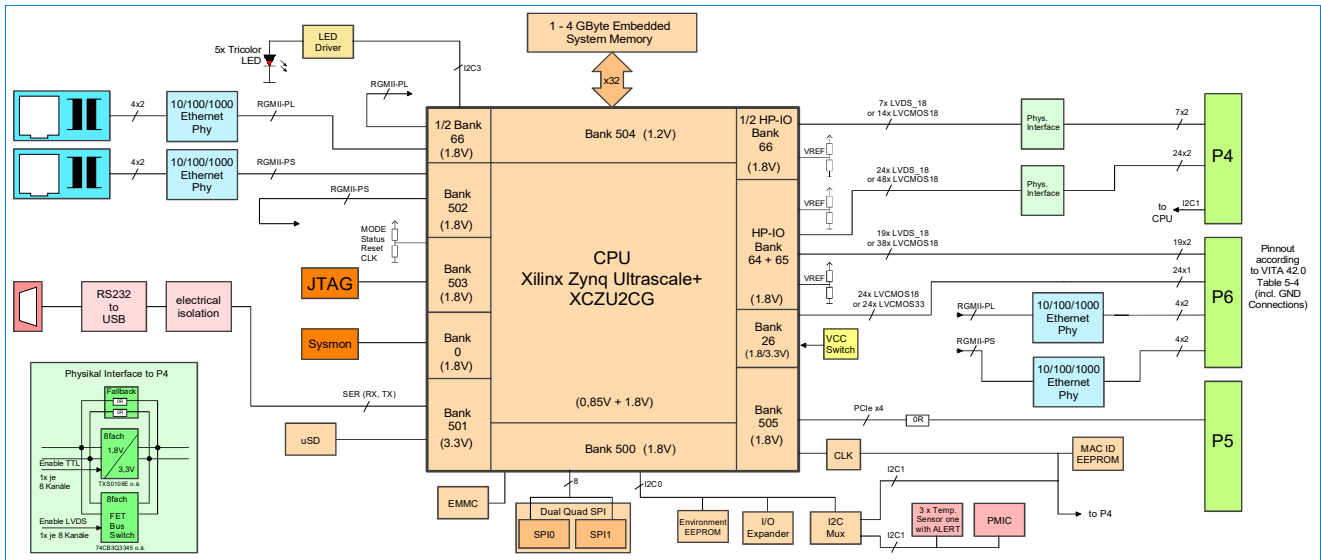 1 - 4 GByte Embedded
System Memory
x32
LED
Driver
5x Tricolor
LED
I2C3
RGMII-PL
4x2
10/100/1000
Ethernet
Phy
RGMII-PL
4x2
10/100/1000
Ethernet
Phy
RGMII-PS
RGMII-PS
MODE
Status
Reset
CLK
JTAG
Sysmon
RS232
to
USB
electrical
isolation
SER (RX, TX)
uSD
1/2 Bank
66
(1.8V)
Bank
502
(1.8V)
Bank
503
(1.8V)
Bank
0
(1.8V)
Bank
501
(3.3V)
Bank 504 (1.2V)
CPU
Xilinx Zynq Ultrascale+
XCZU2CG
(0,85V + 1.8V)
Bank 500 (1.8V)
1/2 HP-IO
Bank
66
(1.8V)
HP-IO
Bank
64 + 65
(1.8V)
Bank
26
(1.8/3.3V)
Bank
505
(1.8V)
7x LVDS_18
or 14x LVCMOS18
Phys.
Interface
7x2
VREF
24x LVDS_18
or 48x LVCMOS18
Phys.
Interface
24x2
VREF
to
CPU
I2C1
P4
19x LVDS_18
or 38x LVCMOS18
19x2
VREF
24x1
24x LVCMOS18
or 24x LVCMOS33
RGMII-PL
10/100/1000
Ethernet
Phy
4x2
RGMII-PS
10/100/1000
Ethernet
Phy
4x2
P6
Pinnout
according
to VITA 42.0
Table 5-4
(incl. GND
Connections)
VCC
Switch
PCIe x4
0R
P5
CLK
MAC ID
EEPROM
I2C1
to P4
EMMC
8
Dual Quad SPI
SPI0
SPI1
I2C0
Environment
EEPROM
I/O
Expander
I2C
Mux
I2C1
3 x Temp.
Sensor one
with ALERT
PMIC
Physikal Interface to P4
Fallback
0R
0R
8fach
1,8V
3,3V
Enable TTL
1x je
8 Kanäle
TXS0108E o.ä.
8fach
FET
Bus
Switch
Enable LVDS
1x je 8 Kanäle
74CB3Q3345 o.ä.